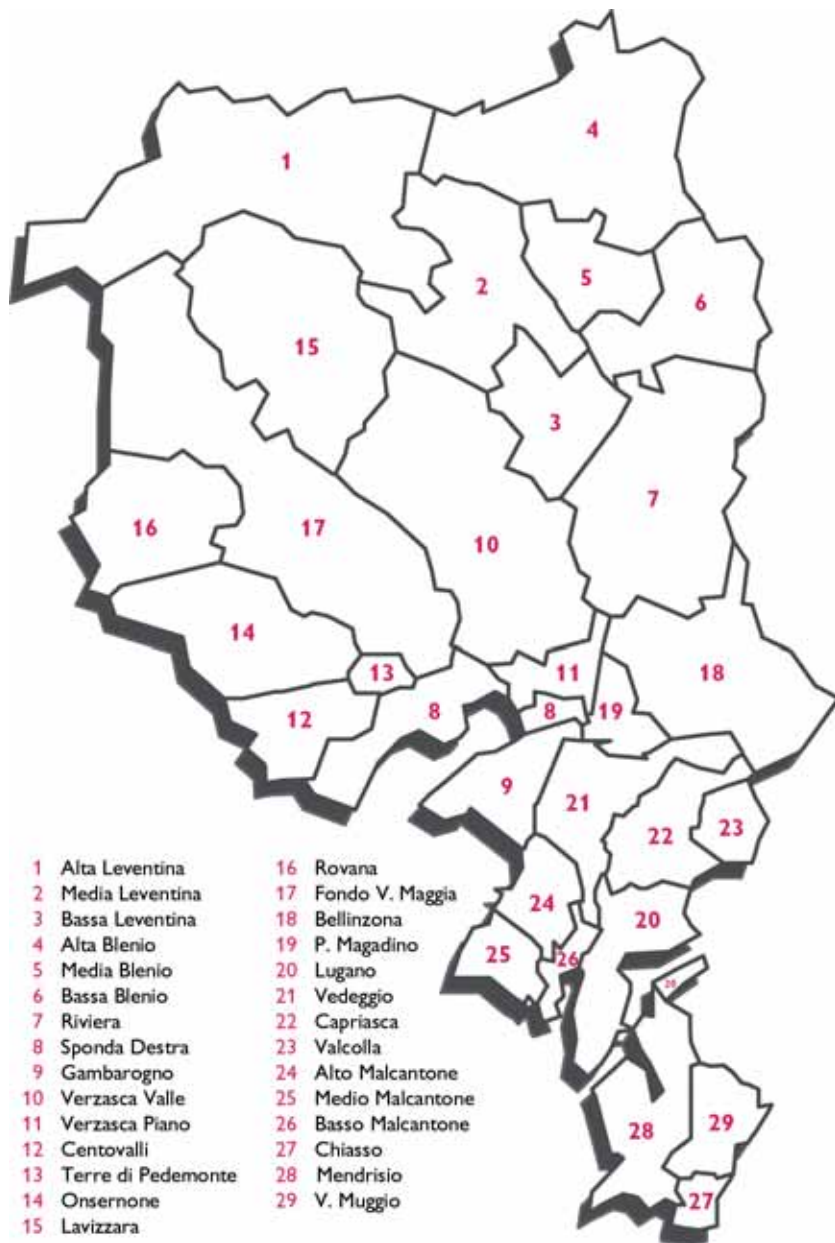 4
1
5
2
6
15
3
7
16
17
10
14
11
13
18
12
8
8
19
9
21
22
23
24
20
25
26
28
29
27
1 Alta Leventina
2 Media Leventina
3 Bassa Leventina
4 Alta Blenio
5 Media Blenio
6 Bassa Blenio
7 Riviera
8 Sponda Destra
9 Gambarogno
10 Verzasca Valle
11 Verzasca Piano
12 Centovalli
13 Terre di Pedemonte
14 Onsernone
15 Lavizzara
16 Rovana
17 Fondo V. Maggia
18 Bellinzona
19 P. Magadino
20 Lugano
21 Vedeggio
22 Capriasca
23 Valcolla
24 Alto Malcantone
25 Medio Malcantone
26 Basso Malcantone
27 Chiasso
28 Mendrisio
29 V. Muggio